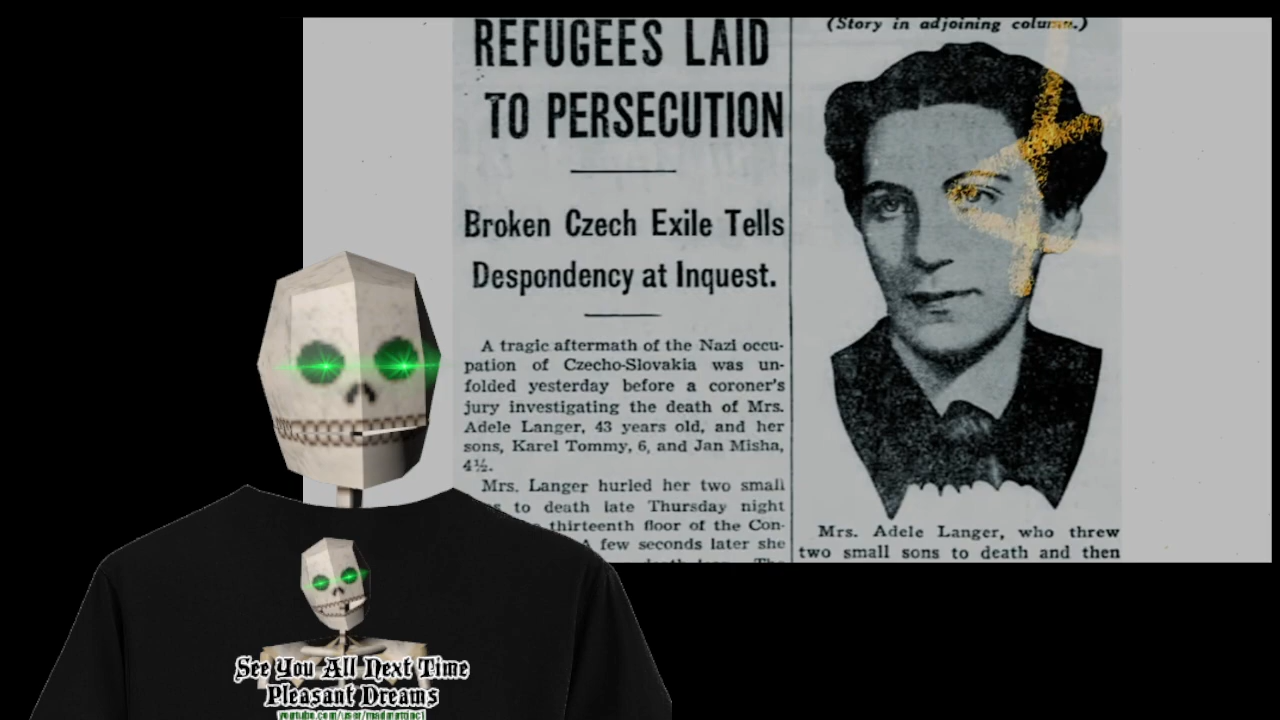 REFUGEES LAID
TO PERSECUTION
Broken Czech Exile Tells
Despondency at Inquest.
A tragic aftermath of the Nazi occu-
pation of Czecho-Slovakia was un-
folded yesterday before a coroner's
jury investigating the death of Mrs.
Adele Langer, 43 years old, and her
sons, Karel Tommy, 6, and Jan Misha,
4½.
Mrs. Langer hurled her two small
to death late Thursday night
thirteenth floor of the Con-
A few seconds later she
(Story in adjoining column.)
Mrs. Adele Langer, who threw
two small sons to death and then
See You All Next Time
Pleasant Dreams